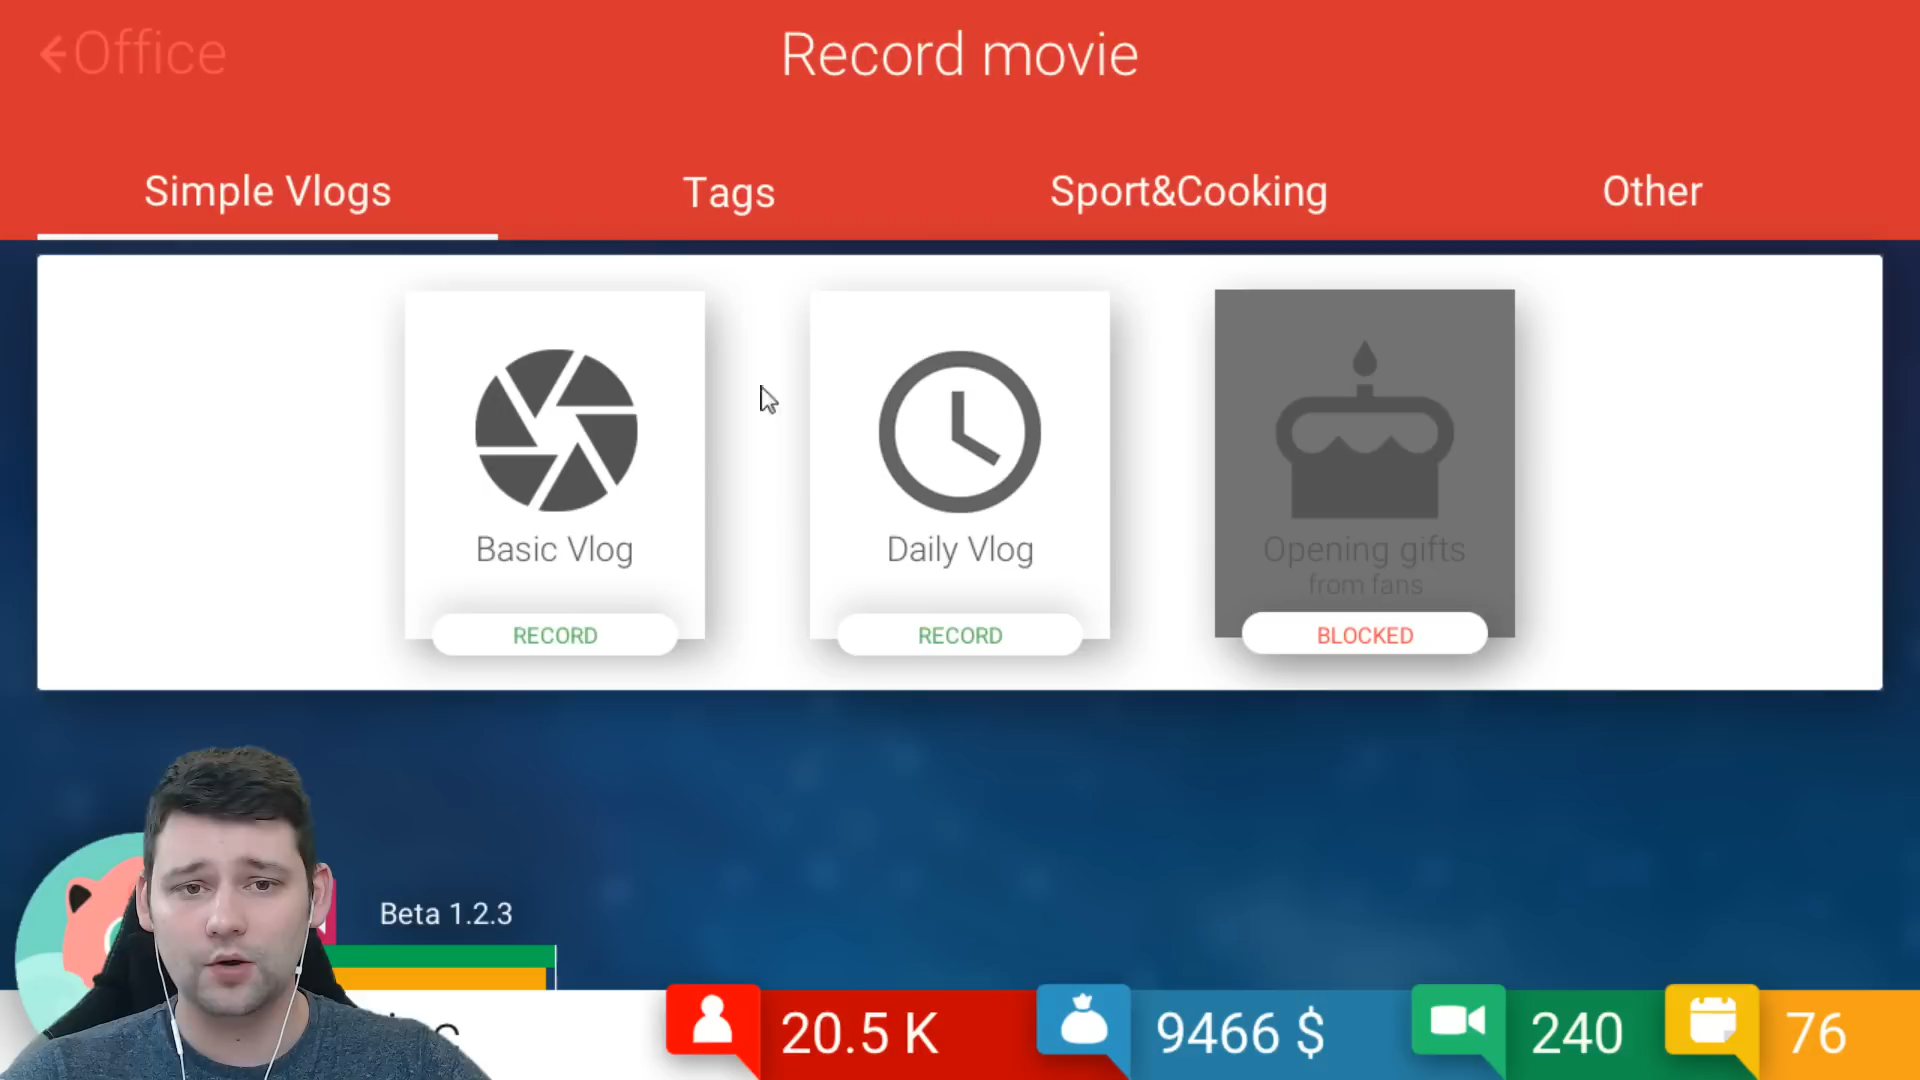 Office
Record movie
Simple Vlogs
Tags
Sport&Cooking
Other
Basic Vlog
RECORD
Daily Vlog
RECORD
Opening gifts
from fans
BLOCKED
Beta 1.2.3
20.5 K
9466 $
240
76